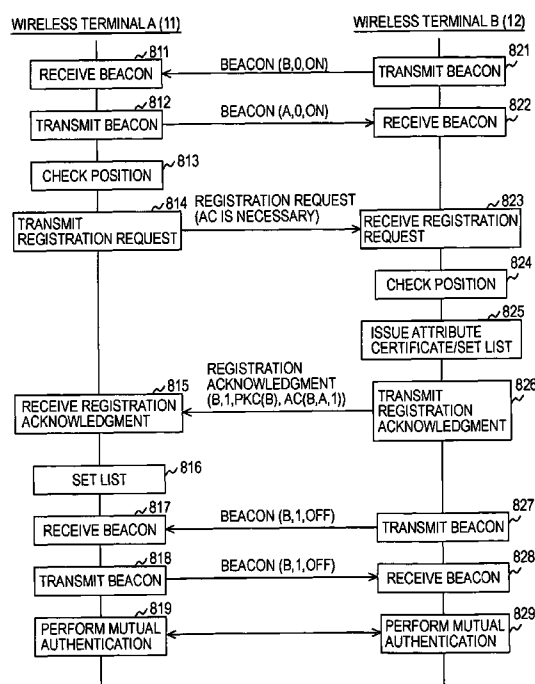 WIRELESS TERMINAL A (11)
WIRELESS TERMINAL B (12)
811
RECEIVE BEACON
BEACON (B,0,ON)
821
TRANSMIT BEACON
812
TRANSMIT BEACON
BEACON (A,0,ON)
822
RECEIVE BEACON
813
CHECK POSITION
814
TRANSMIT
REGISTRATION REQUEST
REGISTRATION REQUEST
(AC IS NECESSARY)
823
RECEIVE REGISTRATION
REQUEST
824
CHECK POSITION
825
ISSUE ATTRIBUTE
CERTIFICATE/SET LIST
815
RECEIVE REGISTRATION
ACKNOWLEDGMENT
REGISTRATION
ACKNOWLEDGMENT
(B,1,PKC(B), AC(B,A,1))
826
TRANSMIT
REGISTRATION
ACKNOWLEDGMENT
816
SET LIST
817
RECEIVE BEACON
BEACON (B,1,OFF)
827
TRANSMIT BEACON
818
TRANSMIT BEACON
BEACON (B,1,OFF)
828
RECEIVE BEACON
819
PERFORM MUTUAL
AUTHENTICATION
829
PERFORM MUTUAL
AUTHENTICATION